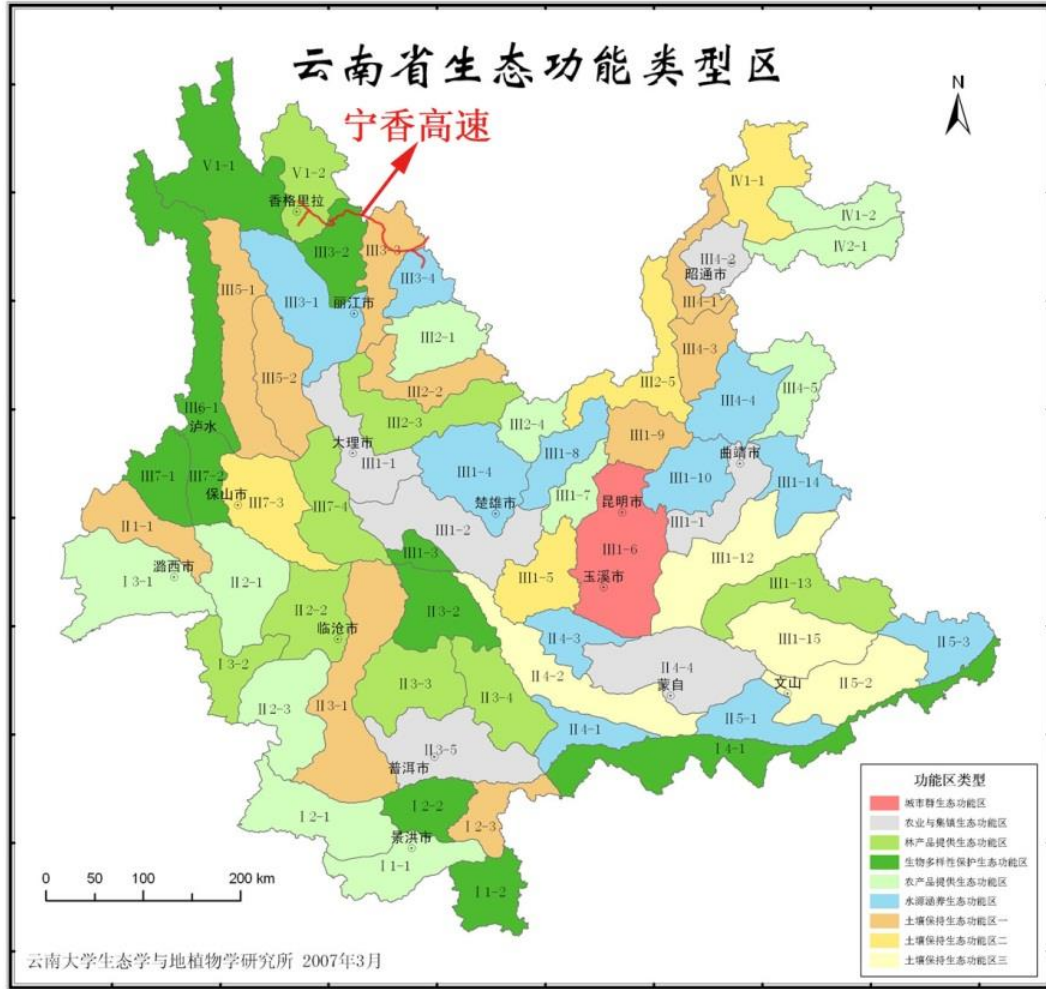 云南省生态功能类型区
N
宁香高速
Ⅴ1-1
Ⅴ1-2
香格里拉
Ⅳ1-1
Ⅳ1-2
Ⅳ2-1
Ⅲ3-2
Ⅲ3-3
Ⅲ3-4
Ⅲ4-2
昭通市
Ⅲ5-1
Ⅲ3-1
丽江市
Ⅲ4-1
Ⅲ2-1
Ⅲ4-3
Ⅲ5-2
Ⅲ2-2
Ⅲ2-5
Ⅲ4-5
Ⅲ6-1
泸水
Ⅲ2-3
Ⅲ2-4
Ⅲ4-4
大理市
Ⅲ1-1
Ⅲ1-9
Ⅲ1-8
曲靖市
Ⅲ7-1
Ⅲ7-2
Ⅲ1-4
Ⅲ1-10
Ⅲ1-14
保山市
Ⅲ7-3
Ⅲ7-4
楚雄市
Ⅲ1-7
昆明市
Ⅱ1-1
Ⅲ1-2
Ⅲ1-1
Ⅲ1-3
Ⅲ1-6
Ⅲ1-12
Ⅰ3-1
潞西市
Ⅱ2-1
Ⅲ1-5
玉溪市
Ⅲ1-13
Ⅱ2-2
临沧市
Ⅱ3-2
Ⅱ4-3
Ⅲ1-15
Ⅱ5-3
Ⅰ3-2
Ⅱ4-2
Ⅱ4-4
蒙自
文山
Ⅱ5-2
Ⅱ3-3
Ⅱ3-4
Ⅱ2-3
Ⅱ3-1
Ⅱ4-1
Ⅱ5-1
Ⅱ3-5
普洱市
Ⅰ4-1
Ⅰ2-1
Ⅰ2-2
Ⅰ2-3
景洪市
Ⅰ1-1
Ⅰ1-2
功能区类型
城市群生态功能区
农业与集镇生态功能区
林产品提供生态功能区
生物多样性保护生态功能区
农产品提供生态功能区
水源涵养生态功能区
土壤保持生态功能区一
土壤保持生态功能区二
土壤保持生态功能区三
0 50 100 200 km
云南大学生态学与地植物学研究所 2007年3月